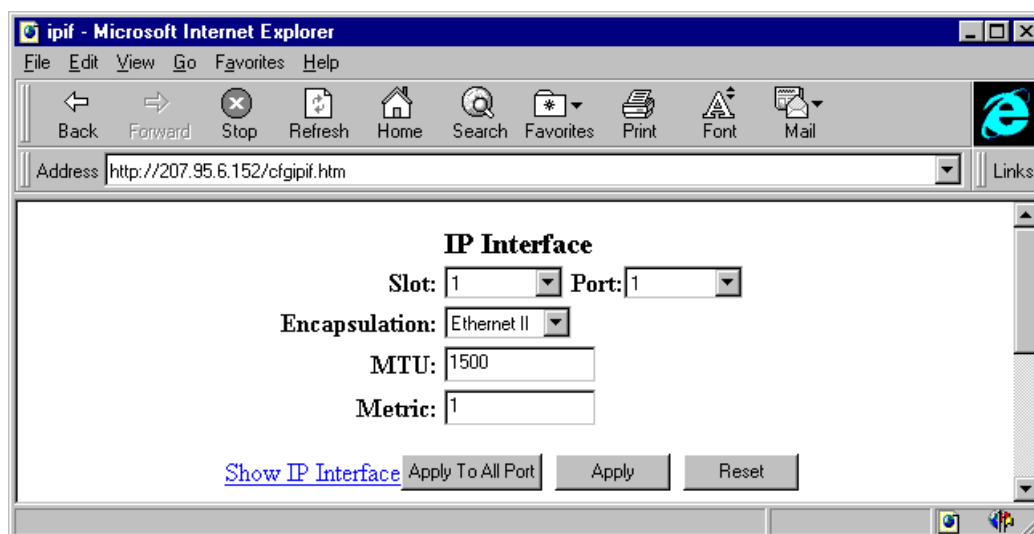 ipif - Microsoft Internet Explorer
File Edit View Go Favorites Help
Back Forward Stop Refresh Home Search Favorites Print Font Mail
Address http://207.95.6.152/cfgipif.htm Links
IP Interface
Slot: 1 Port: 1
Encapsulation: Ethernet II
MTU: 1500
Metric: 1
Show IP Interface Apply To All Port Apply Reset